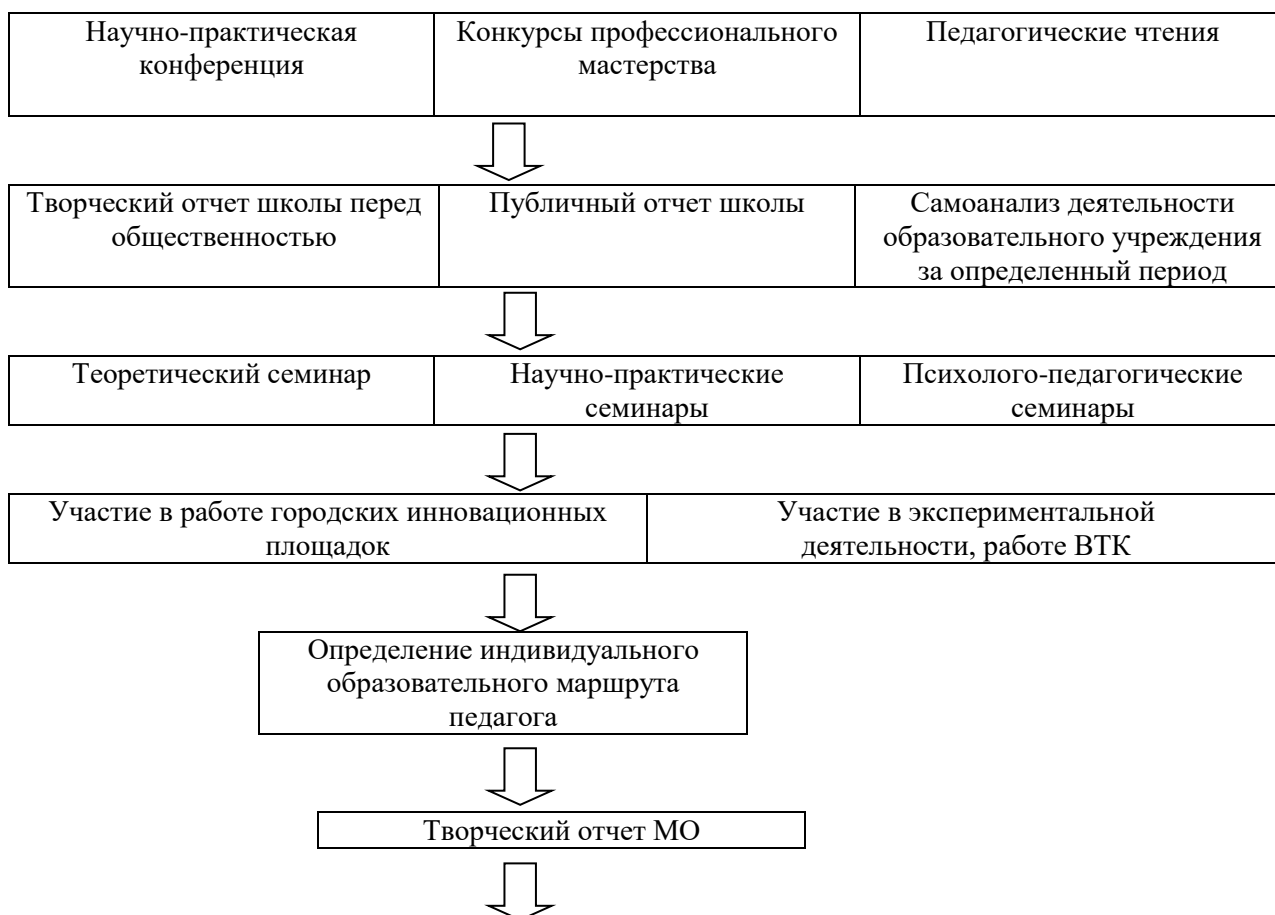 Научно-практическая
конференция
Конкурсы профессионального
мастерства
Педагогические чтения
Творческий отчет школы перед
общественностью
Публичный отчет школы
Самоанализ деятельности
образовательного учреждения
за определенный период
Теоретический семинар
Научно-практические
семинары
Психолого-педагогические
семинары
Участие в работе городских инновационных
площадок
Участие в экспериментальной
деятельности, работе ВТК
Определение индивидуального
образовательного маршрута
педагога
Творческий отчет МО